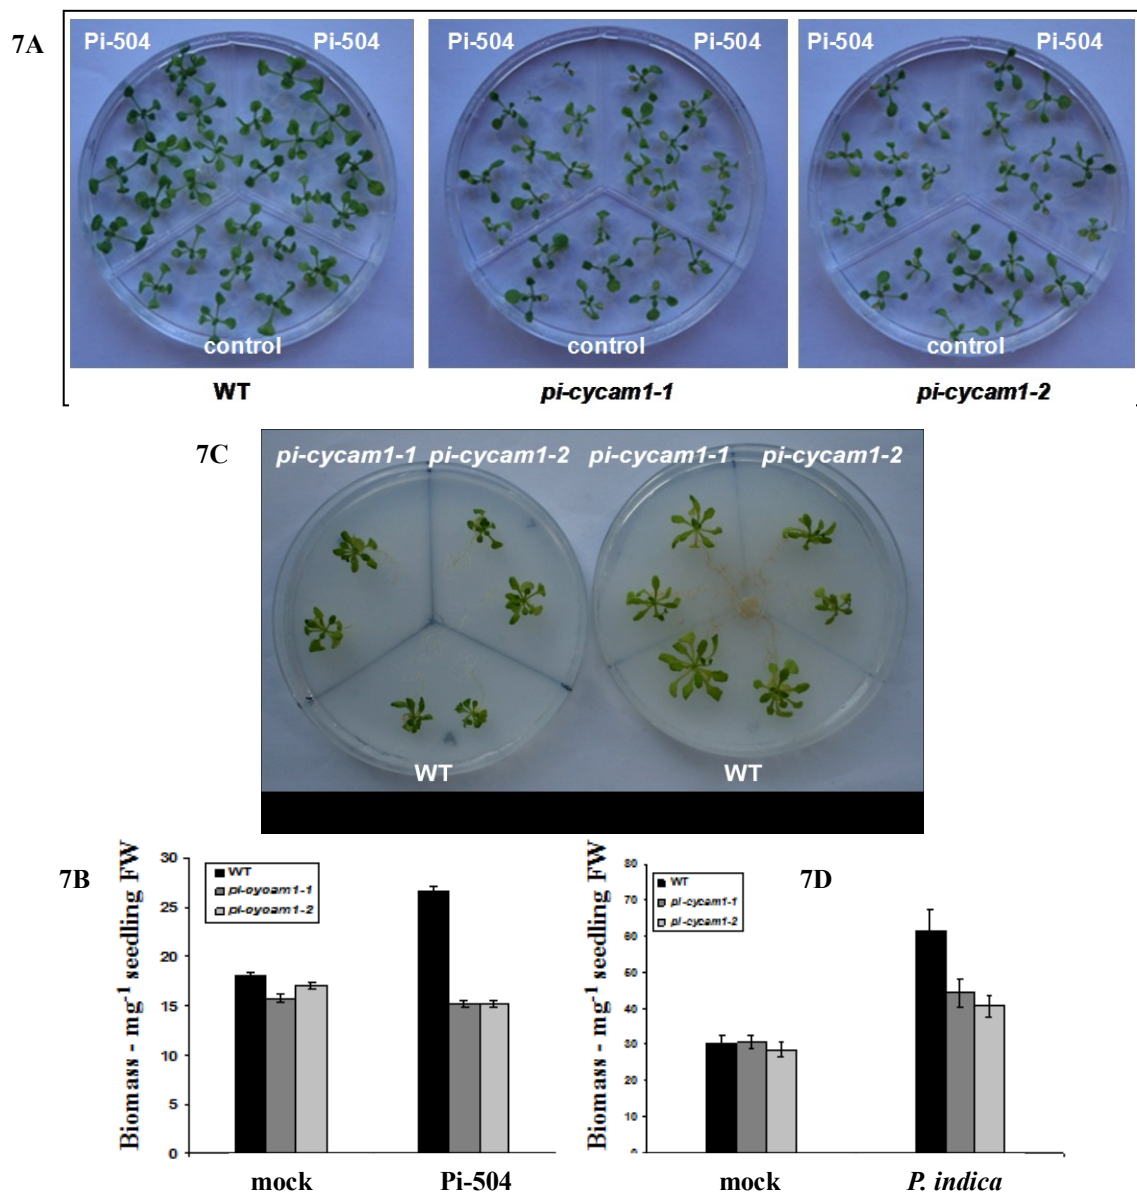 7A
Pi-504 Pi-504 Pi-504 Pi-504 Pi-504 Pi-504
control control control
WT pi-cycam1-1 pi-cycam1-2
7C
pi-cycam1-1 pi-cycam1-2 pi-cycam1-1 pi-cycam1-2
WT WT
7B
Biomass - mg-1 seedling FW
30
25
20
15
10
5
0
WT
pi-cycam1-1
pi-cycam1-2
mock Pi-504
7D
Biomass - mg-1 seedling FW
80
70
60
50
40
30
20
10
0
WT
pi-cycam1-1
pi-cycam1-2
mock P. indica